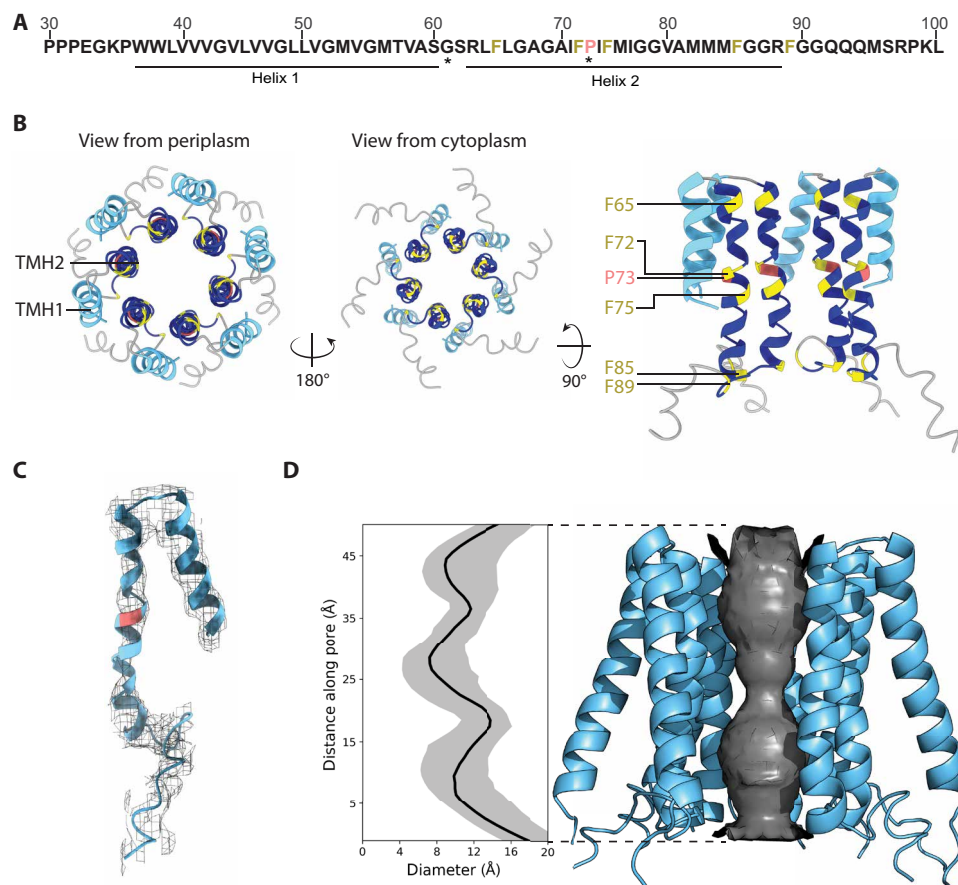 A
30 40 50 60 70 80 90 100
PPPEGKPWWLVVVGVLVVGLLVGMVGMTVASGSRLFLGAGAIFPIFMIGGVAMMMFGGRFGGQQQMSRPKL
* *
Helix 1 Helix 2
B
View from periplasm View from cytoplasm
TMH2
TMH1
180°
90°
F65
F72
P73
F75
F85
F89
C D
Distance along pore (Å)
45
35
25
15
5
0 4 8 12 16 20
Diameter (Å)